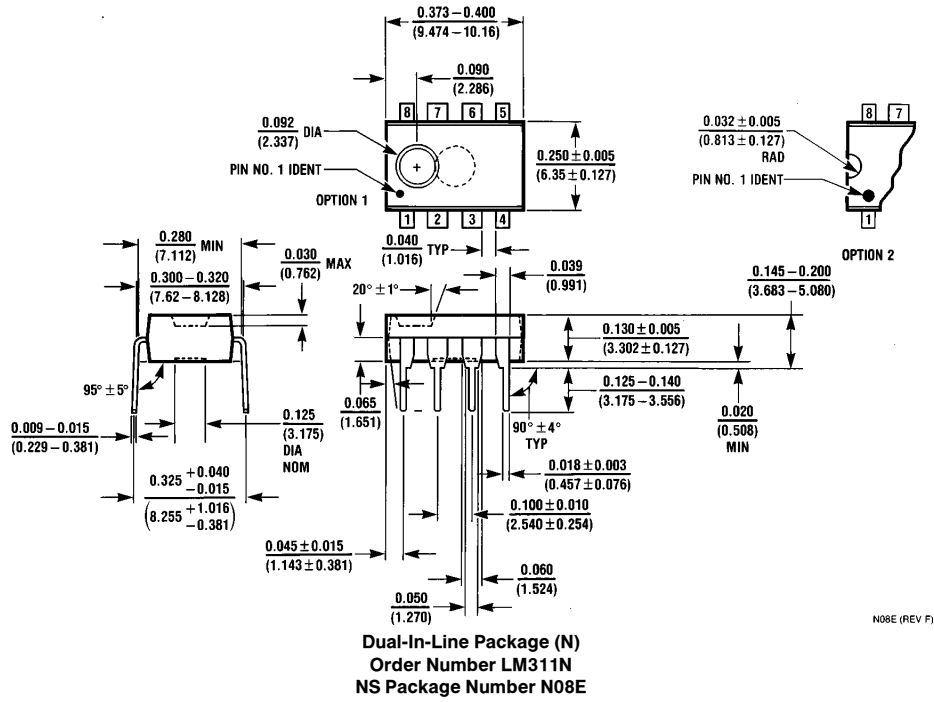 0.373–0.400
(9.474–10.16)
0.090
(2.286)
8 7 6 5
0.092
(2.337) DIA
PIN NO. 1 IDENT
OPTION 1
+
0.250 ± 0.005
(6.35 ± 0.127)
1 2 3 4
0.032 ± 0.005
(0.813 ± 0.127)
RAD
PIN NO. 1 IDENT
8 7
1
OPTION 2
0.280
(7.112) MIN
0.300–0.320
(7.62–8.128)
0.030
(0.762) MAX
0.040
(1.016) TYP
20° ± 1°
0.039
(0.991)
0.145–0.200
(3.683–5.080)
0.130 ± 0.005
(3.302 ± 0.127)
0.125–0.140
(3.175–3.556)
0.020
(0.508)
MIN
95° ± 5°
0.009–0.015
(0.229–0.381)
0.125
(3.175)
DIA
NOM
0.065
(1.651)
90° ± 4°
TYP
0.018 ± 0.003
(0.457 ± 0.076)
0.325 +0.040
−0.015
(8.255 +1.016
−0.381)
0.100 ± 0.010
(2.540 ± 0.254)
0.045 ± 0.015
(1.143 ± 0.381)
0.060
(1.524)
0.050
(1.270)
N08E (REV F)
Dual-In-Line Package (N)
Order Number LM311N
NS Package Number N08E